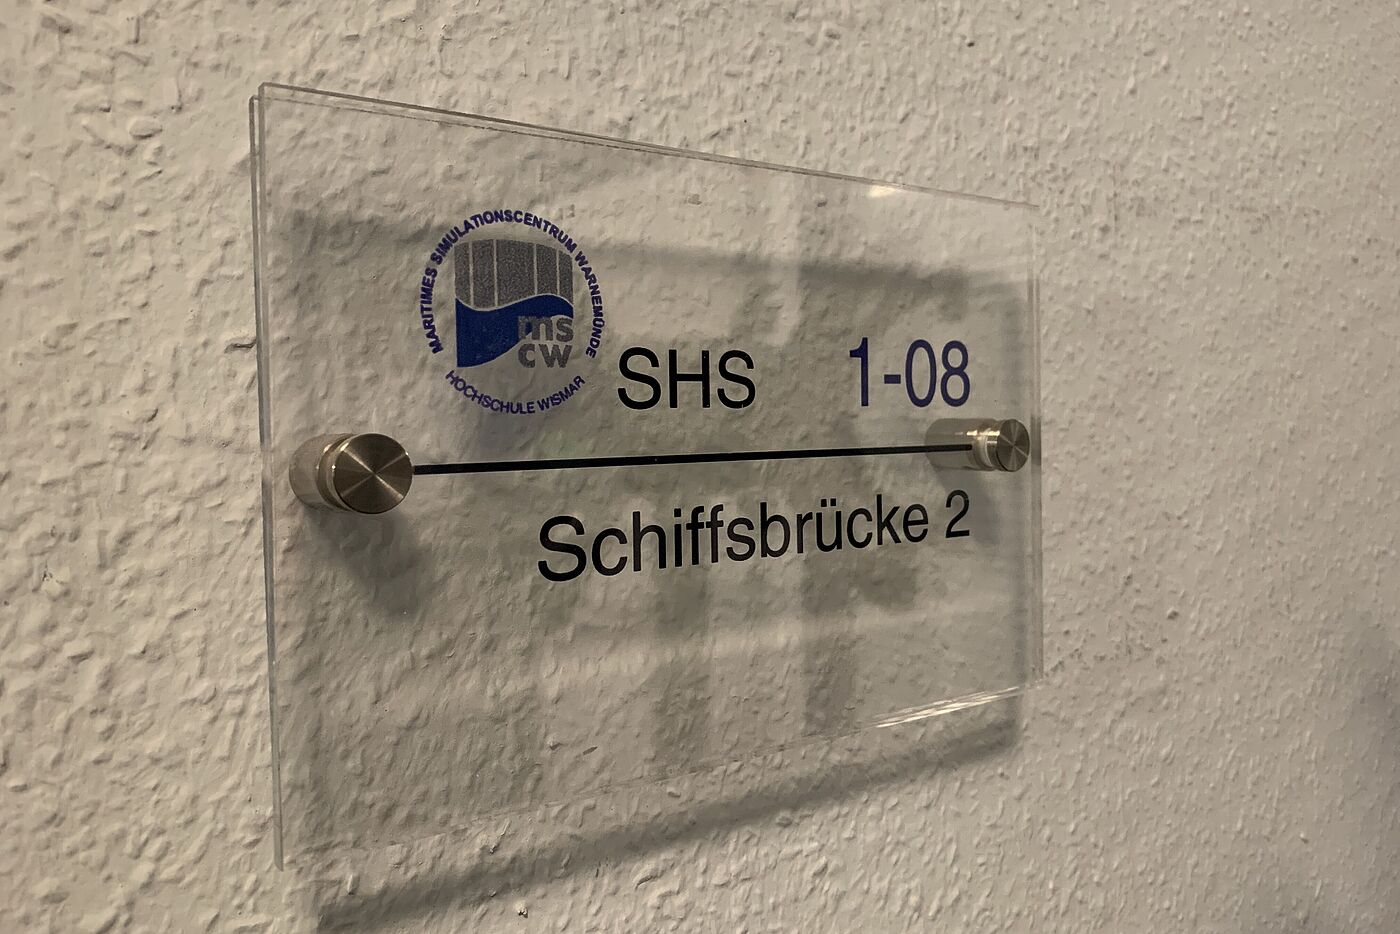 MARITIMES SIMULATIONSCENTRUM WARNEMÜNDE
ms
cw
HOCHSCHULE WISMAR
SHS 1-08
Schiffsbrücke 2